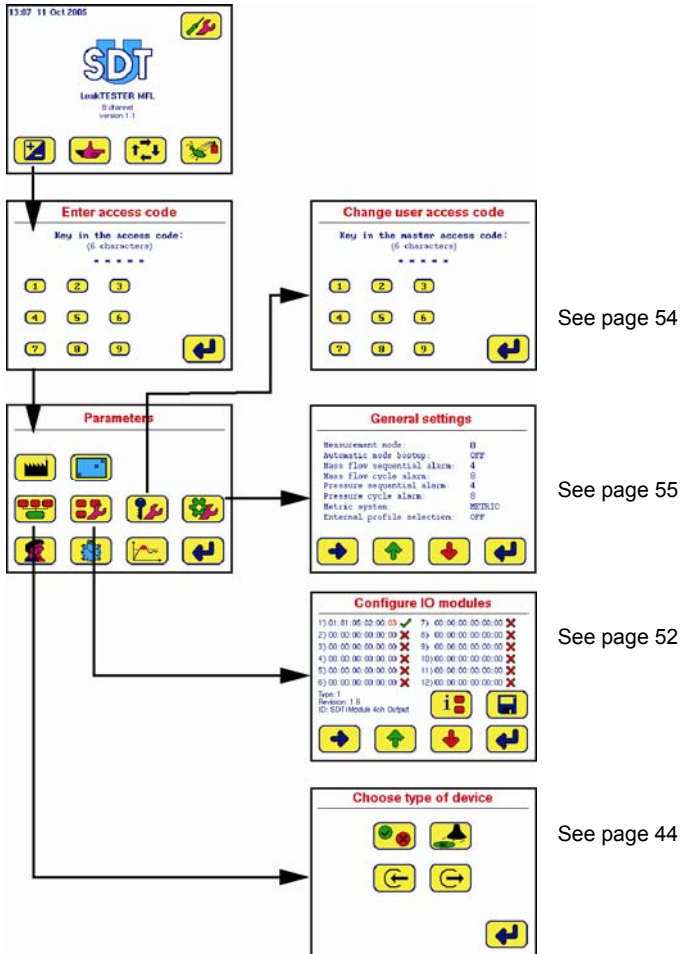 13:07 11 Oct 2005
SDT
LeakTESTER MFL
8 channel
version 1.1
Enter access code
Key in the access code:
(6 characters)
* * * * *
1 2 3
4 5 6
7 8 9
Change user access code
Key in the master access code:
(6 characters)
* * * * *
1 2 3
4 5 6
7 8 9
See page 54
Parameters
General settings
Measurement mode: 0
Automatic mode bootup: OFF
Mass flow sequential alarm: 4
Mass flow cycle alarm: 8
Pressure sequential alarm: 4
Pressure cycle alarm: 8
Metric system: METRIC
External profile selection: OFF
See page 55
Configure IO modules
1) 01:01:06:02:00:03 7) 00:00:00:00:00:00
2) 00:00:00:00:00:00 8) 00:00:00:00:00:00
3) 00:00:00:00:00:00 9) 00:00:00:00:00:00
4) 00:00:00:00:00:00 10) 00:00:00:00:00:00
5) 00:00:00:00:00:00 11) 00:00:00:00:00:00
6) 00:00:00:00:00:00 12) 00:00:00:00:00:00
Type: 1
Revision: 1.6
ID: SDT iModule 4ch Output
i
See page 52
Choose type of device
See page 44